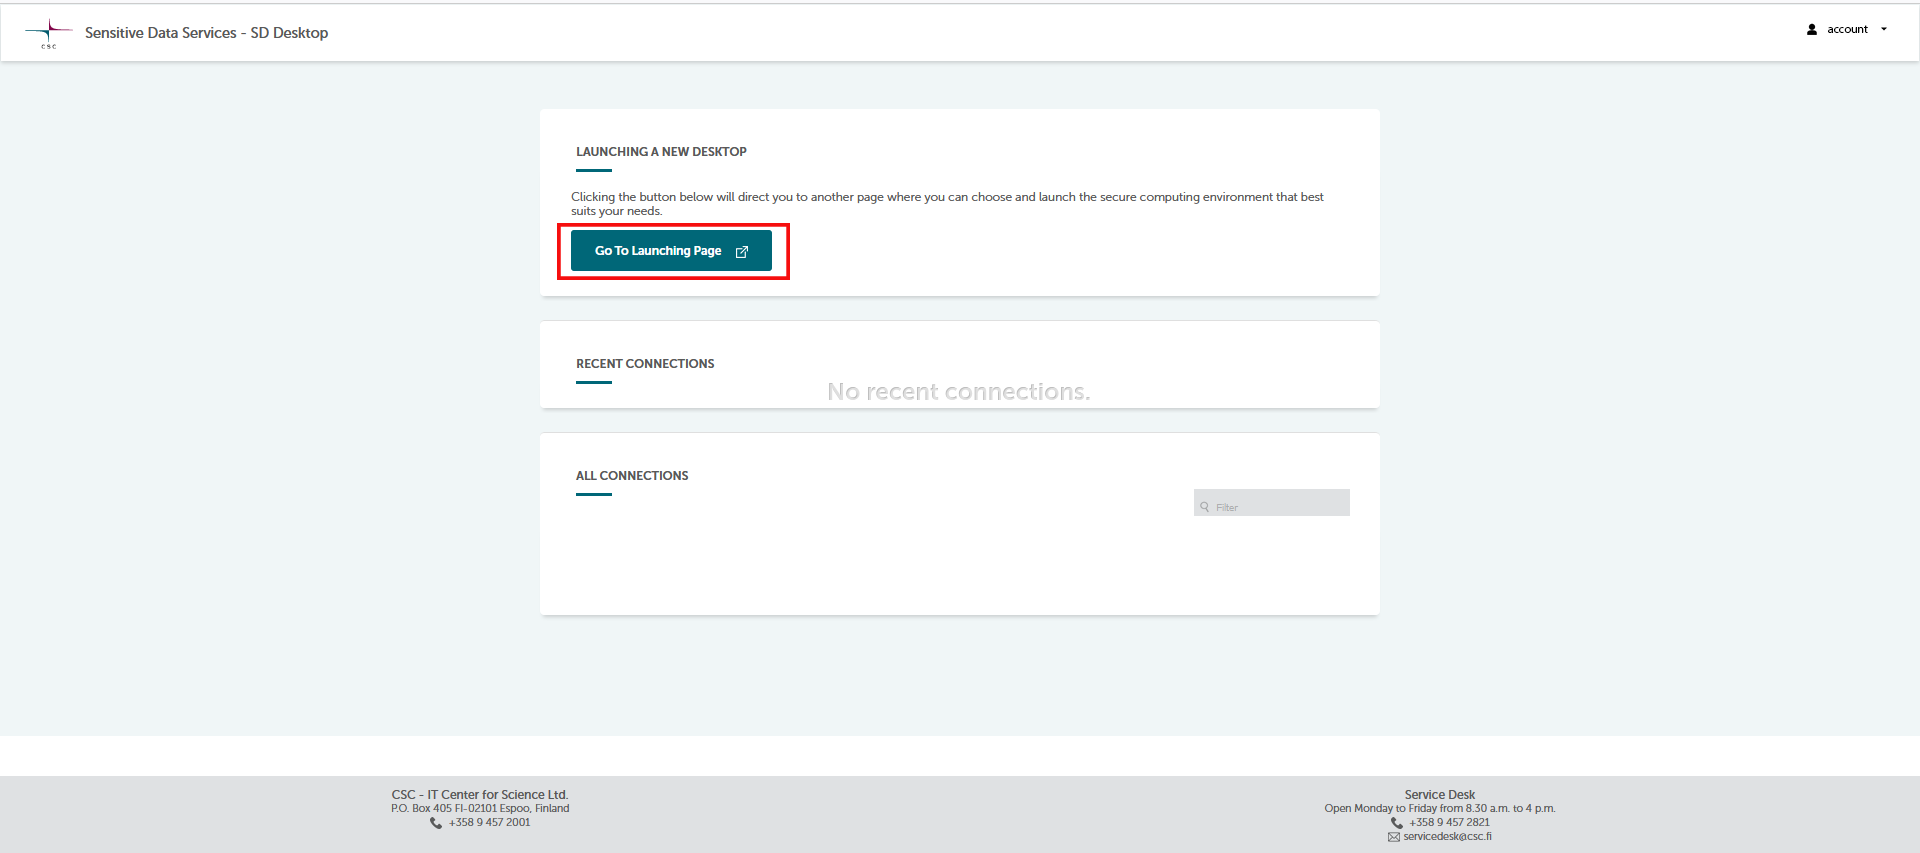 csc
Sensitive Data Services - SD Desktop
account
LAUNCHING A NEW DESKTOP
Clicking the button below will direct you to another page where you can choose and launch the secure computing environment that best
suits your needs.
Go To Launching Page
RECENT CONNECTIONS
No recent connections.
ALL CONNECTIONS
Filter
CSC - IT Center for Science Ltd.
P.O. Box 405 FI-02101 Espoo, Finland
+358 9 457 2001
Service Desk
Open Monday to Friday from 8.30 a.m. to 4 p.m.
+358 9 457 2821
servicedesk@csc.fi